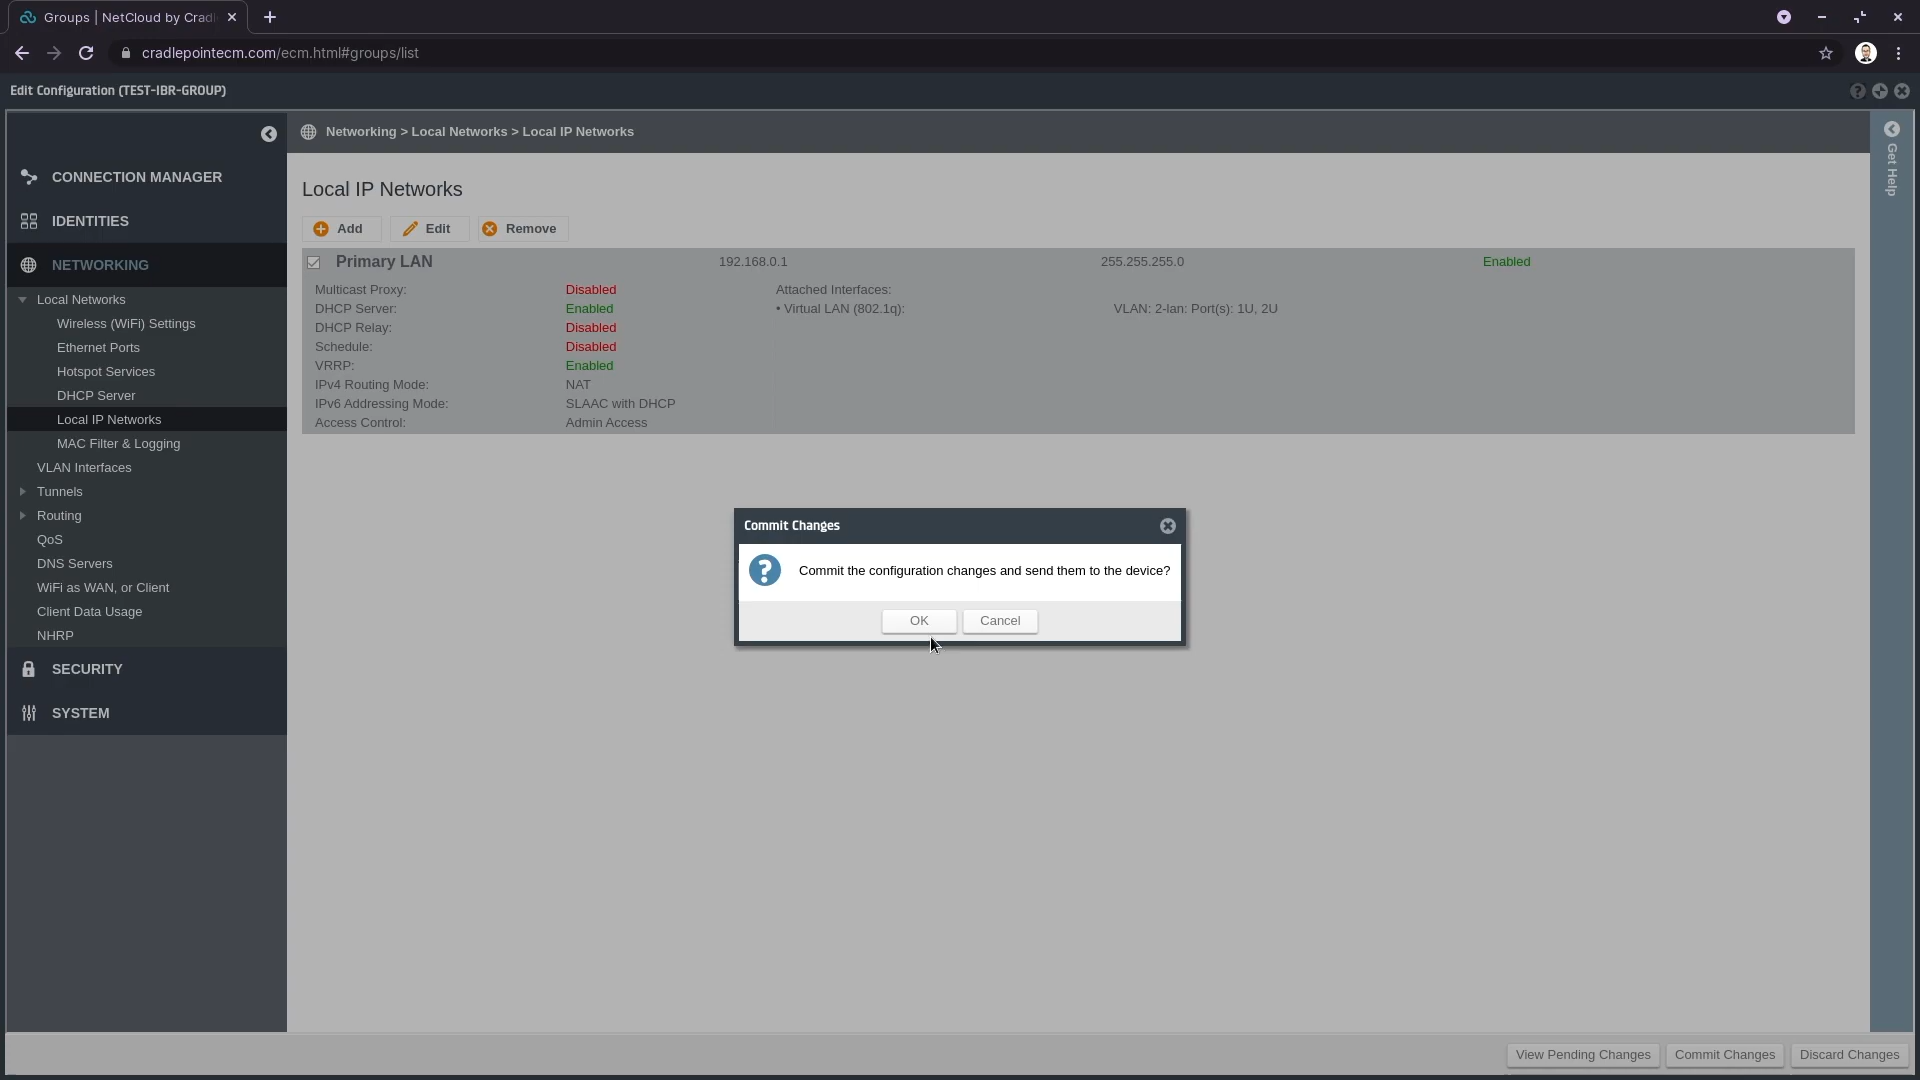 Groups | NetCloud by Cradl
cradlepointecm.com/ecm.html#groups/list
Edit Configuration (TEST-IBR-GROUP)
Networking > Local Networks > Local IP Networks
Get Help
CONNECTION MANAGER
IDENTITIES
NETWORKING
Local Networks
Wireless (WiFi) Settings
Ethernet Ports
Hotspot Services
DHCP Server
Local IP Networks
MAC Filter & Logging
VLAN Interfaces
Tunnels
Routing
QoS
DNS Servers
WiFi as WAN, or Client
Client Data Usage
NHRP
SECURITY
SYSTEM
Local IP Networks
Add Edit Remove
Primary LAN 192.168.0.1 255.255.255.0 Enabled
Multicast Proxy: Disabled Attached Interfaces:
DHCP Server: Enabled • Virtual LAN (802.1q): VLAN: 2-lan: Port(s): 1U, 2U
DHCP Relay: Disabled
Schedule: Disabled
VRRP: Enabled
IPv4 Routing Mode: NAT
IPv6 Addressing Mode: SLAAC with DHCP
Access Control: Admin Access
Commit Changes
? Commit the configuration changes and send them to the device?
OK Cancel
View Pending Changes Commit Changes Discard Changes